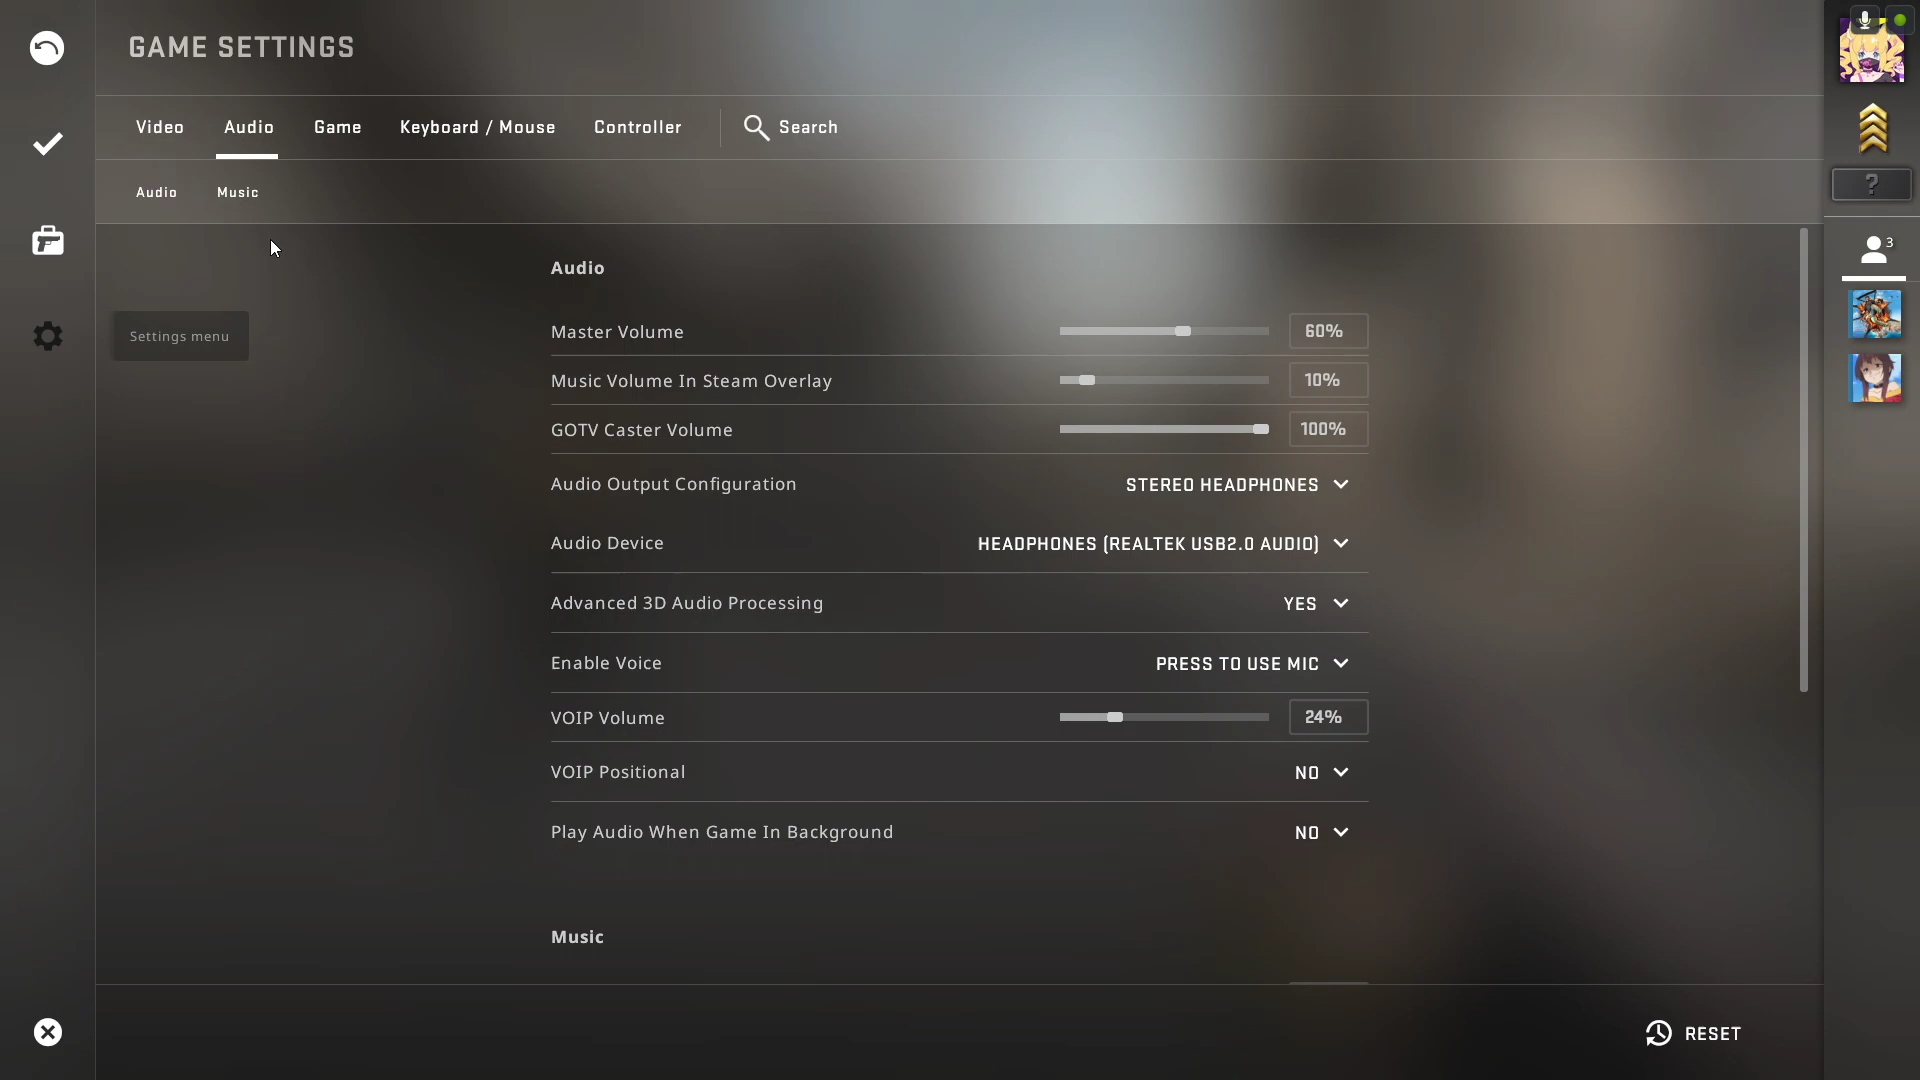 GAME SETTINGS
Video Audio Game Keyboard / Mouse Controller Search
Audio Music
Settings menu
Audio
Master Volume 60%
Music Volume In Steam Overlay 10%
GOTV Caster Volume 100%
Audio Output Configuration STEREO HEADPHONES
Audio Device HEADPHONES (REALTEK USB2.0 AUDIO)
Advanced 3D Audio Processing YES
Enable Voice PRESS TO USE MIC
VOIP Volume 24%
VOIP Positional NO
Play Audio When Game In Background NO
Music
RESET
?
3